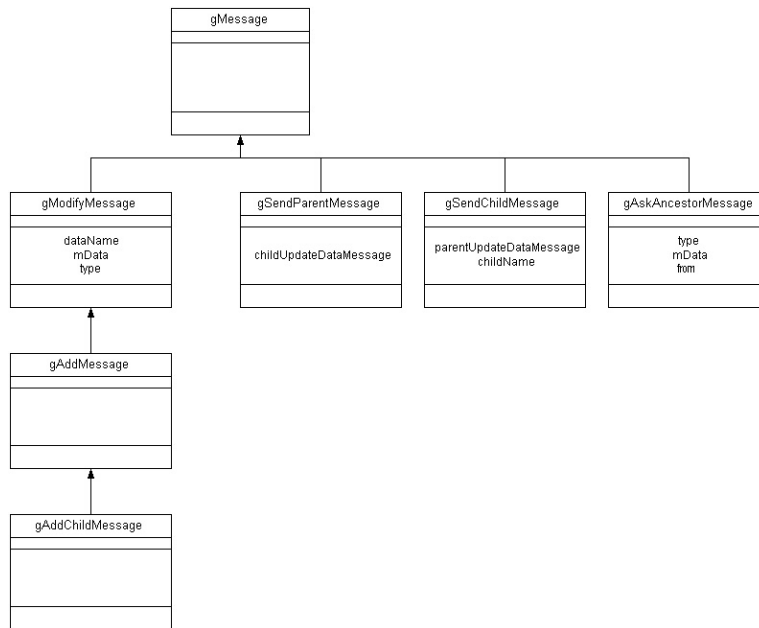 gMessage
gModifyMessage
dataName
mData
type
gSendParentMessage
childUpdateDataMessage
gSendChildMessage
parentUpdateDataMessage
childName
gAskAncestorMessage
type
mData
from
gAddMessage
gAddChildMessage